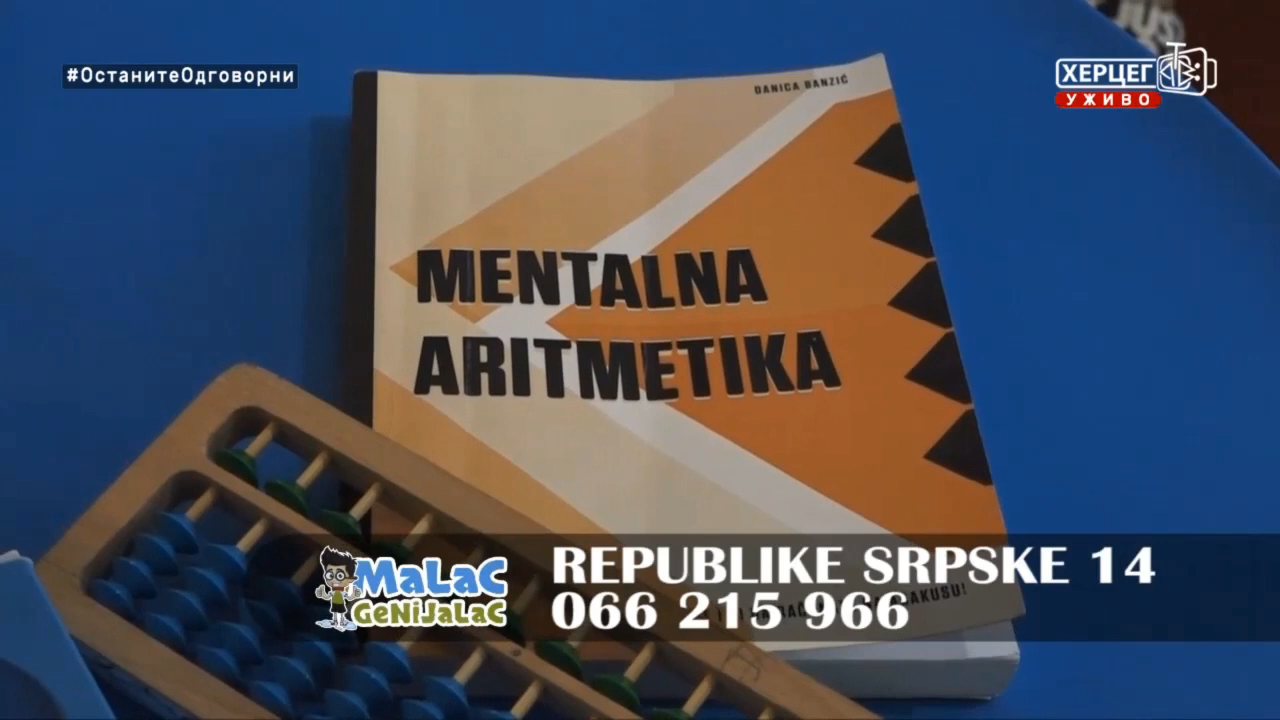 #ОстанитеОдговорни
ХЕРЦЕГ
УЖИВО
DANICA BANZIĆ
MENTALNA
ARITMETIKA
MaLaC
GeNiJaLaC
REPUBLIKE SRPSKE 14
066 215 966